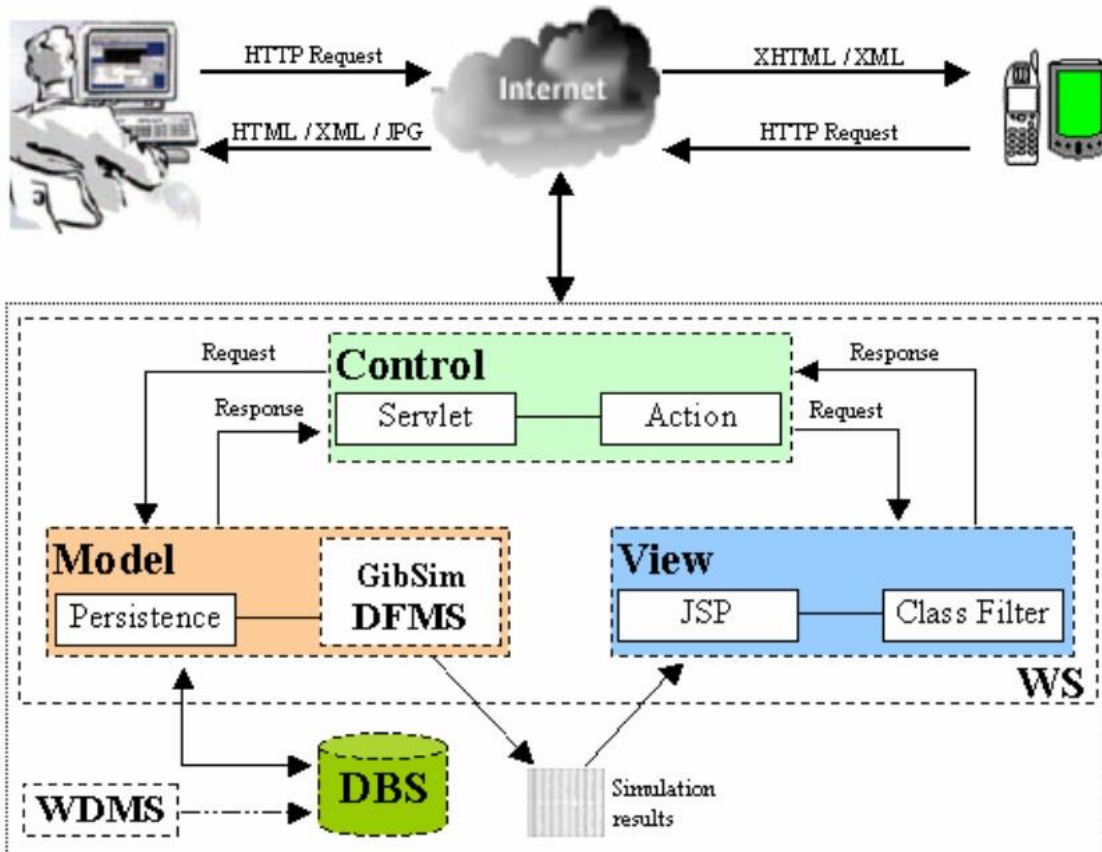 HTTP Request
Internet
XHTML / XML
HTML / XML / JPG
HTTP Request
Request
Control
Response
Response
Servlet
Action
Request
Model
GibSim
DFMS
Persistence
View
JSP
Class Filter
WS
DBS
WDMS
Simulation
results